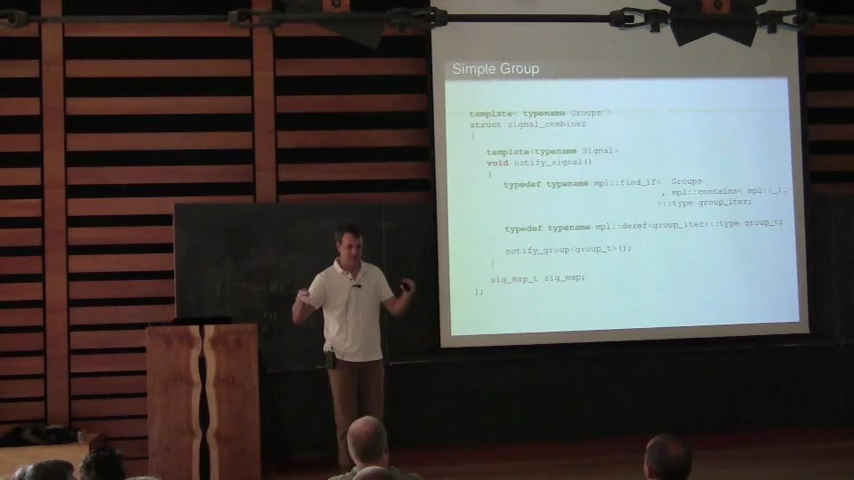 Simple Group
template< typename Groups >
struct signal_combiner
{
template<typename Signal>
void notify_signal()
{
typedef typename mpl::find_if< Groups
, mpl::contains< mpl::_1,
>::type group_iter;
typedef typename mpl::deref<group_iter>::type group_t;
notify_group<group_t>();
}
sig_map_t sig_map;
};